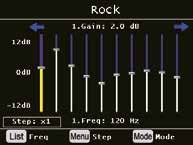 Rock
1.Gain: 2.0 dB
12dB
0dB
-12dB
Step: x1
1.Freq: 120 Hz
List Freq Menu Step Mode Mode